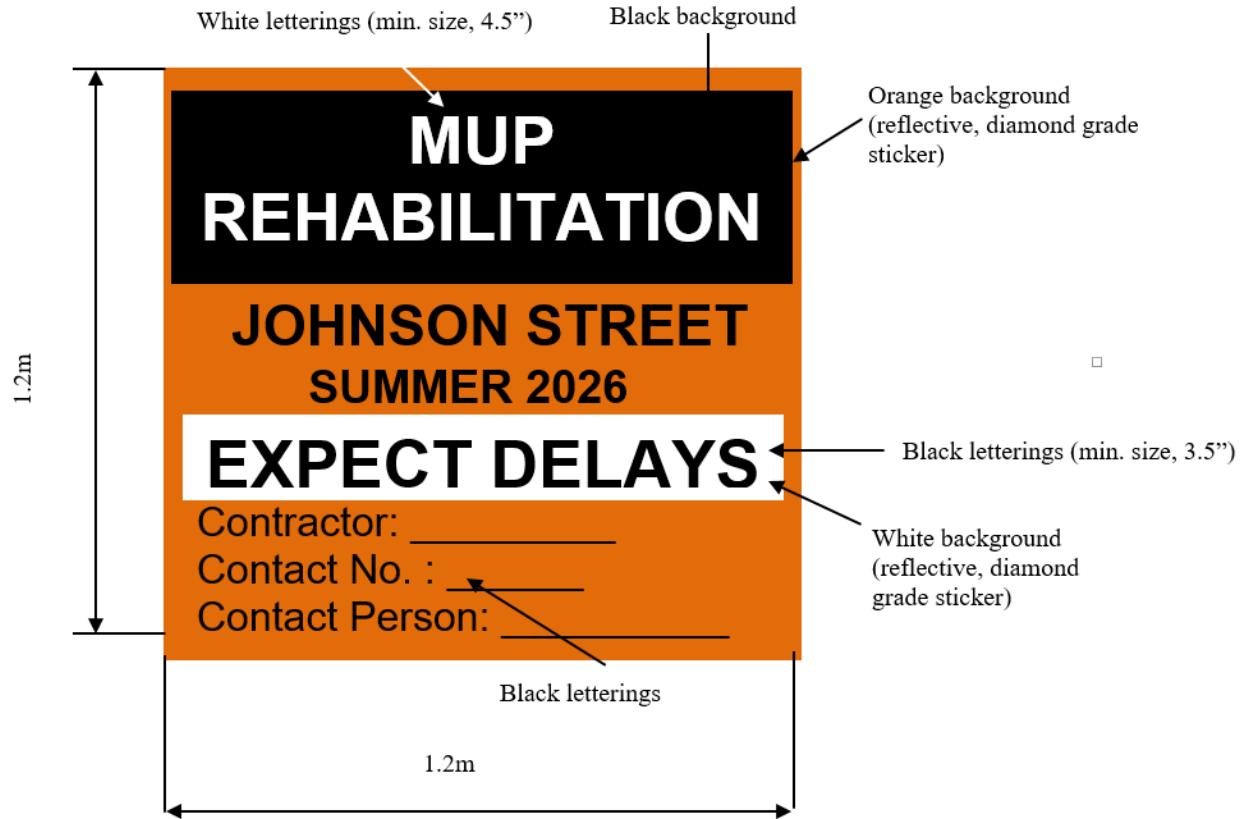 White letterings (min. size, 4.5”)
Black background
Orange background
(reflective, diamond grade
sticker)
MUP
REHABILITATION
JOHNSON STREET
SUMMER 2026
1.2m
EXPECT DELAYS
Black letterings (min. size, 3.5”)
Contractor: ___________
Contact No. : _______
Contact Person: ____________
White background
(reflective, diamond
grade sticker)
Black letterings
1.2m